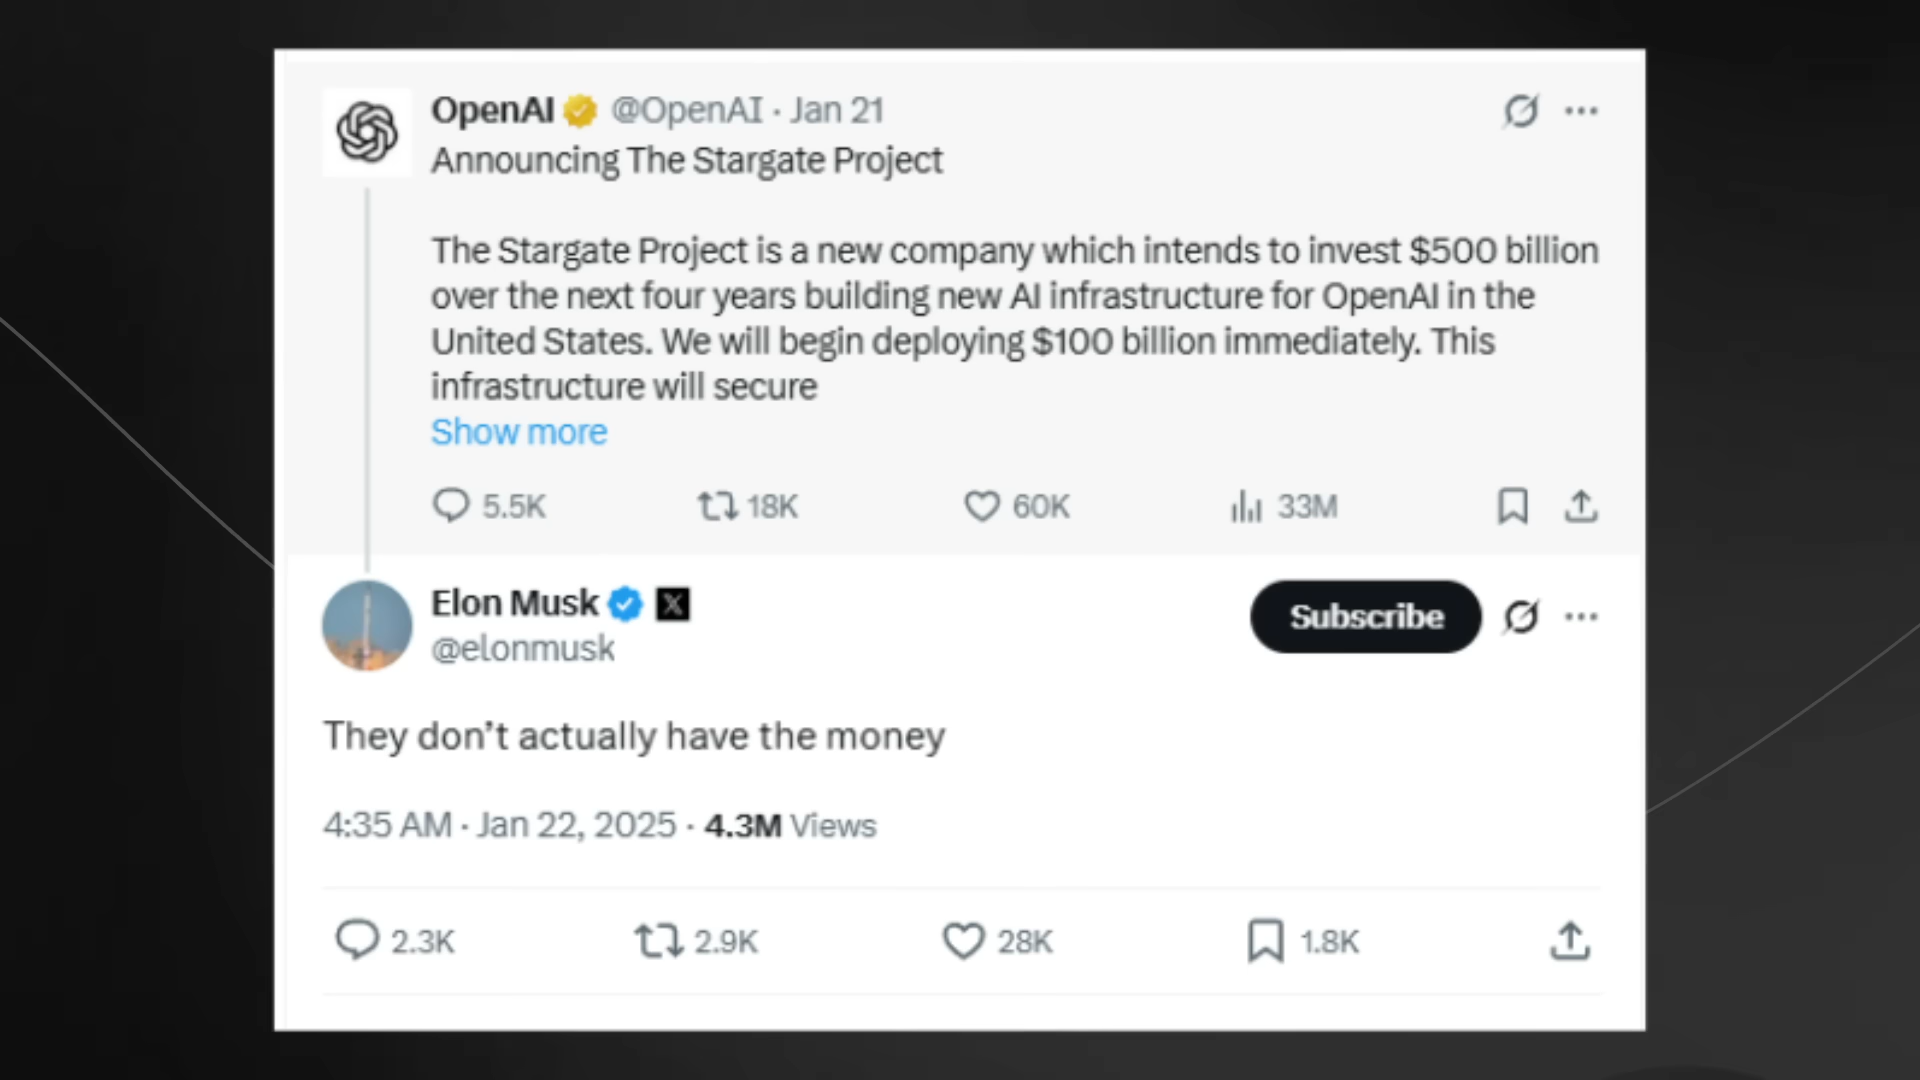 OpenAI @OpenAI · Jan 21
Announcing The Stargate Project
The Stargate Project is a new company which intends to invest $500 billion
over the next four years building new AI infrastructure for OpenAI in the
United States. We will begin deploying $100 billion immediately. This
infrastructure will secure
Show more
5.5K 18K 60K 33M
Elon Musk
@elonmusk
Subscribe
They don’t actually have the money
4:35 AM · Jan 22, 2025 · 4.3M Views
2.3K 2.9K 28K 1.8K